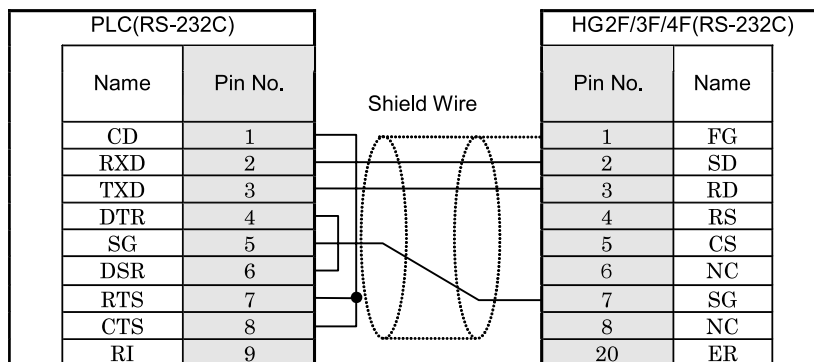 PLC(RS-232C) HG2F/3F/4F(RS-232C)
Name Pin No. Shield Wire Pin No. Name
CD 1 1 FG
RXD 2 2 SD
TXD 3 3 RD
DTR 4 4 RS
SG 5 5 CS
DSR 6 6 NC
RTS 7 7 SG
CTS 8 8 NC
RI 9 20 ER